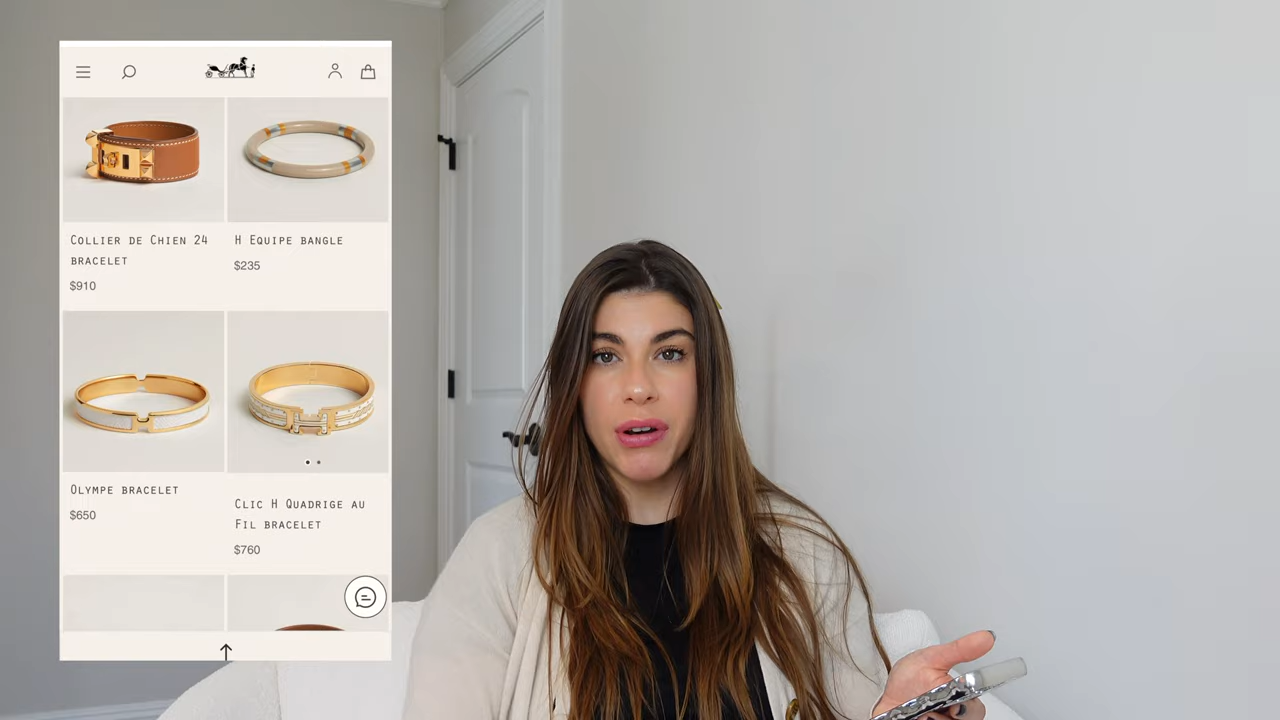 Collier de Chien 24
bracelet
$910
H Equipe bangle
$235
Olympe bracelet
$650
Clic H Quadrige au
Fil bracelet
$760